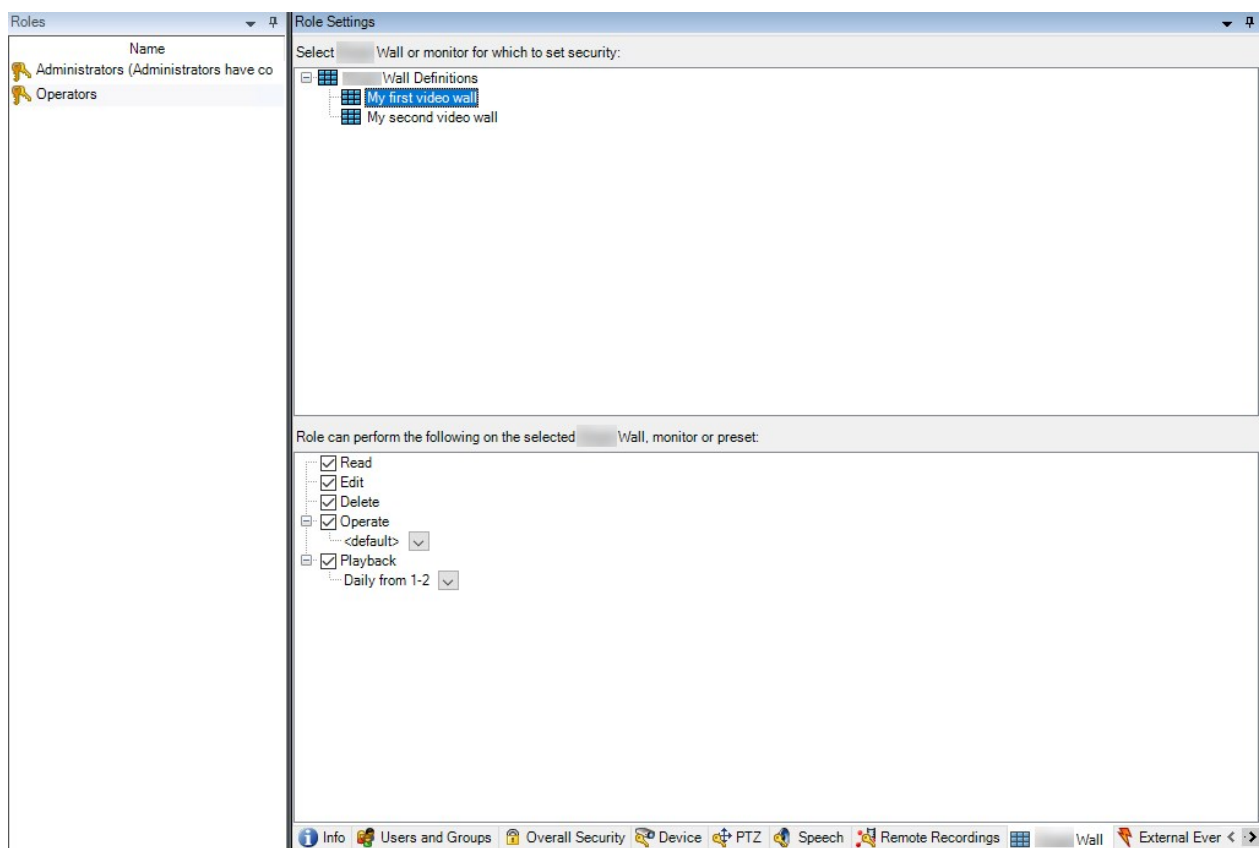 Roles
Name
Administrators (Administrators have co
Operators
Role Settings
Select Wall or monitor for which to set security:
Wall Definitions
My first video wall
My second video wall
Role can perform the following on the selected Wall, monitor or preset:
Read
Edit
Delete
Operate
<default>
Playback
Daily from 1-2
Info Users and Groups Overall Security Device PTZ Speech Remote Recordings Wall External Ever